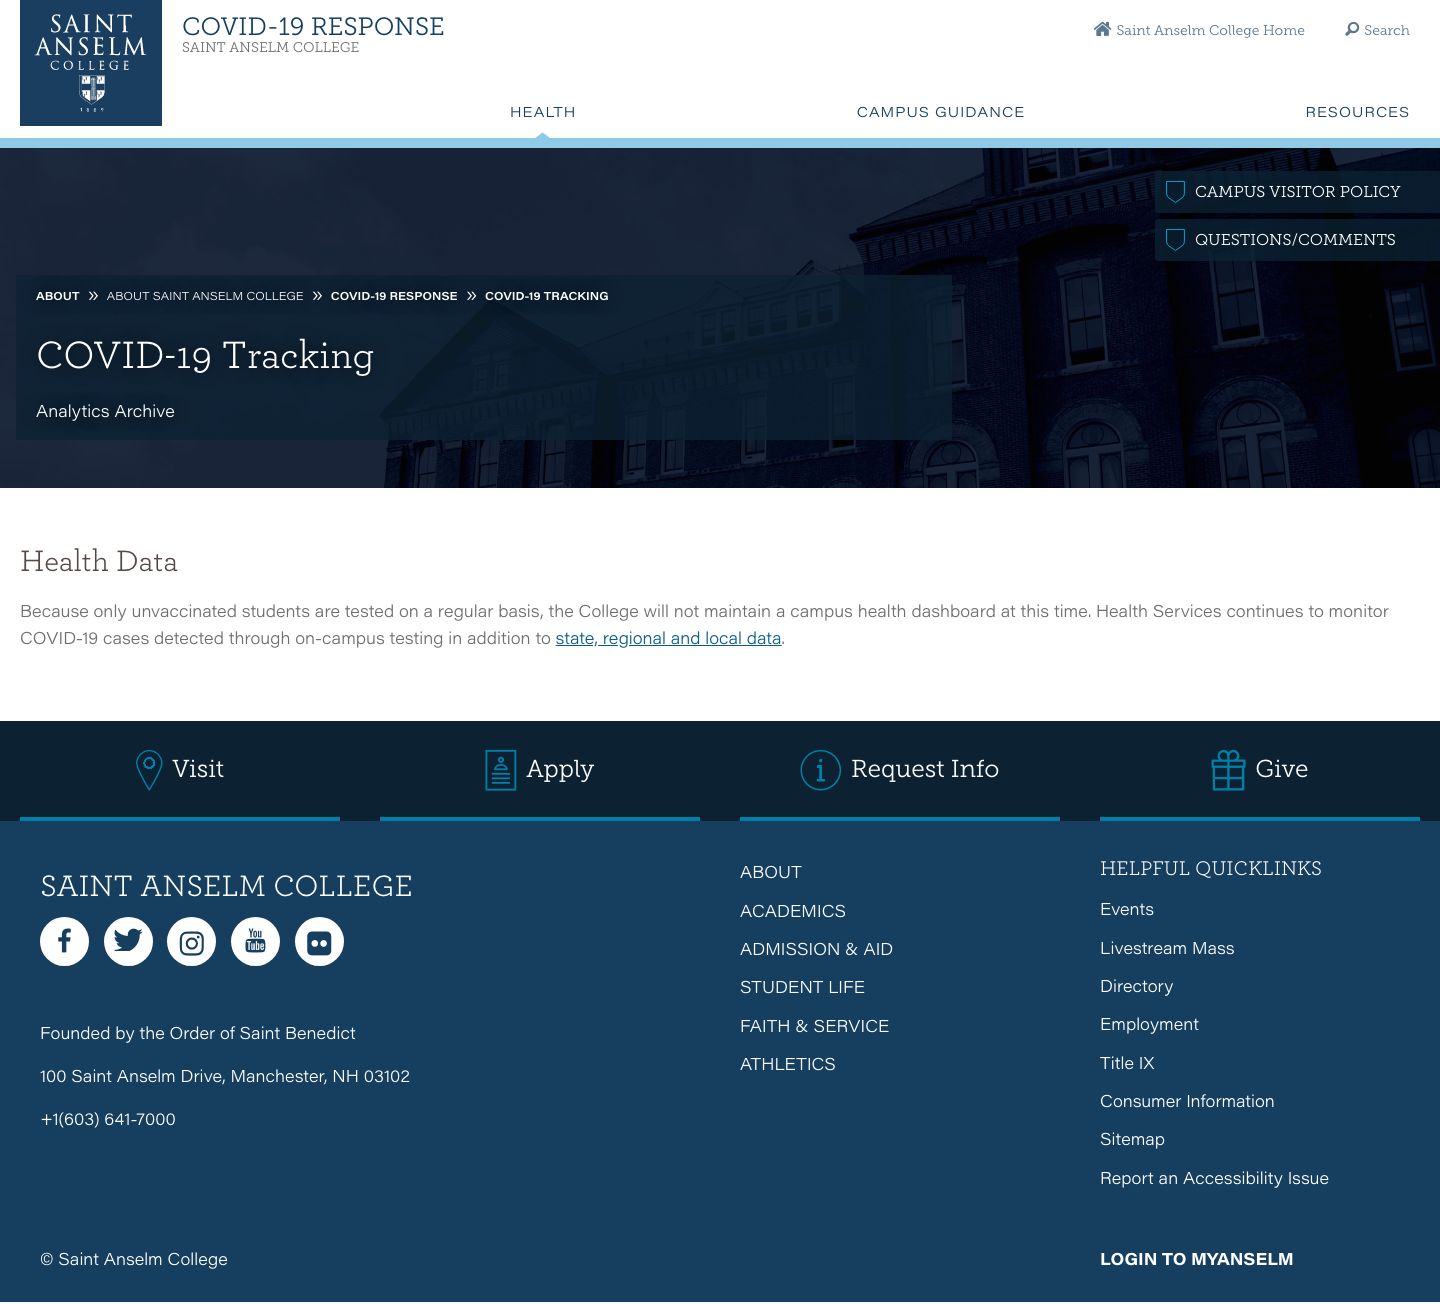 SAINT
ANSELM
COLLEGE
1889
COVID-19 RESPONSE
SAINT ANSELM COLLEGE
Saint Anselm College Home
Search
HEALTH
CAMPUS GUIDANCE
RESOURCES
CAMPUS VISITOR POLICY
QUESTIONS/COMMENTS
ABOUT » ABOUT SAINT ANSELM COLLEGE » COVID-19 RESPONSE » COVID-19 TRACKING
COVID-19 Tracking
Analytics Archive
Health Data
Because only unvaccinated students are tested on a regular basis, the College will not maintain a campus health dashboard at this time. Health Services continues to monitor
COVID-19 cases detected through on-campus testing in addition to state, regional and local data.
Visit
Apply
Request Info
Give
SAINT ANSELM COLLEGE
You
Tube
Founded by the Order of Saint Benedict
100 Saint Anselm Drive, Manchester, NH 03102
+1(603) 641-7000
© Saint Anselm College
ABOUT
ACADEMICS
ADMISSION & AID
STUDENT LIFE
FAITH & SERVICE
ATHLETICS
HELPFUL QUICKLINKS
Events
Livestream Mass
Directory
Employment
Title IX
Consumer Information
Sitemap
Report an Accessibility Issue
LOGIN TO MYANSELM